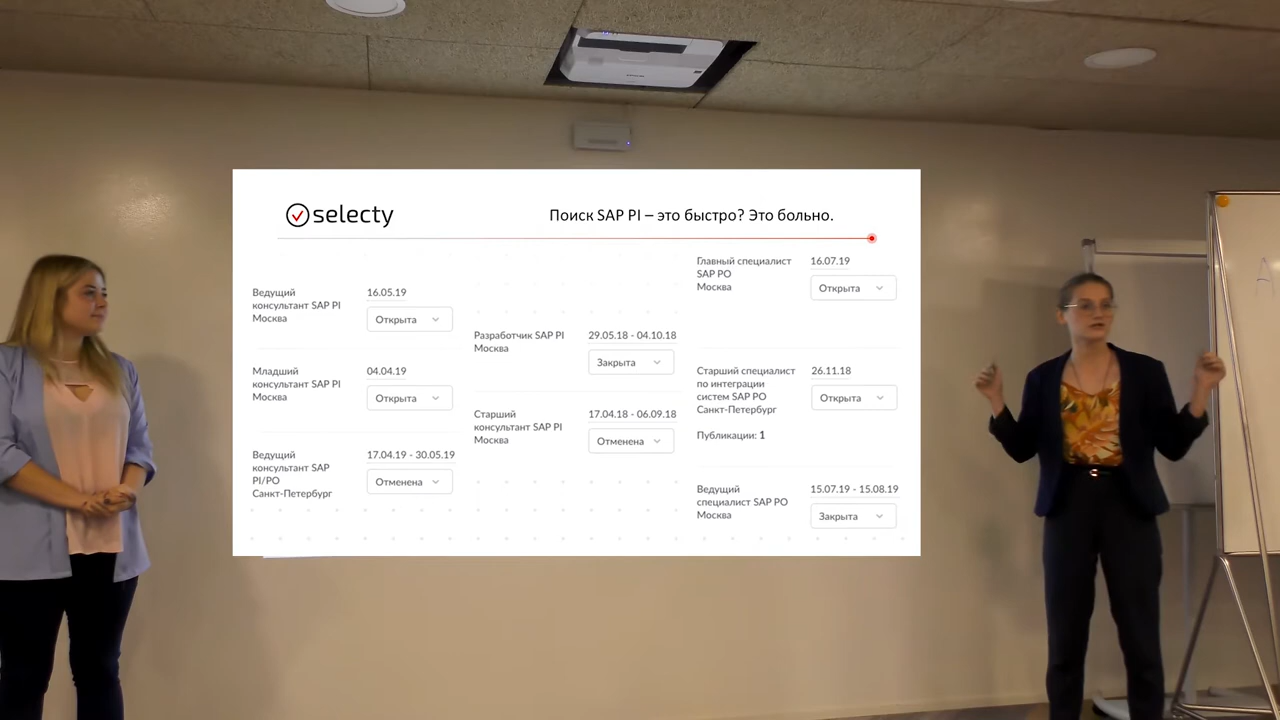 selecty
Поиск SAP PI – это быстро? Это больно.
Ведущий
консультант SAP PI
Москва
16.05.19
Открыта
Младший
консультант SAP PI
Москва
04.04.19
Открыта
Ведущий
консультант SAP
PI/PO
Санкт-Петербург
17.04.19 - 30.05.19
Отменена
Разработчик SAP PI
Москва
29.05.18 - 04.10.18
Закрыта
Старший
консультант SAP PI
Москва
17.04.18 - 06.09.18
Отменена
Главный специалист
SAP PO
Москва
16.07.19
Открыта
Старший специалист
по интеграции
систем SAP PO
Санкт-Петербург
26.11.18
Открыта
Публикации: 1
Ведущий
специалист SAP PO
Москва
15.07.19 - 15.08.19
Закрыта